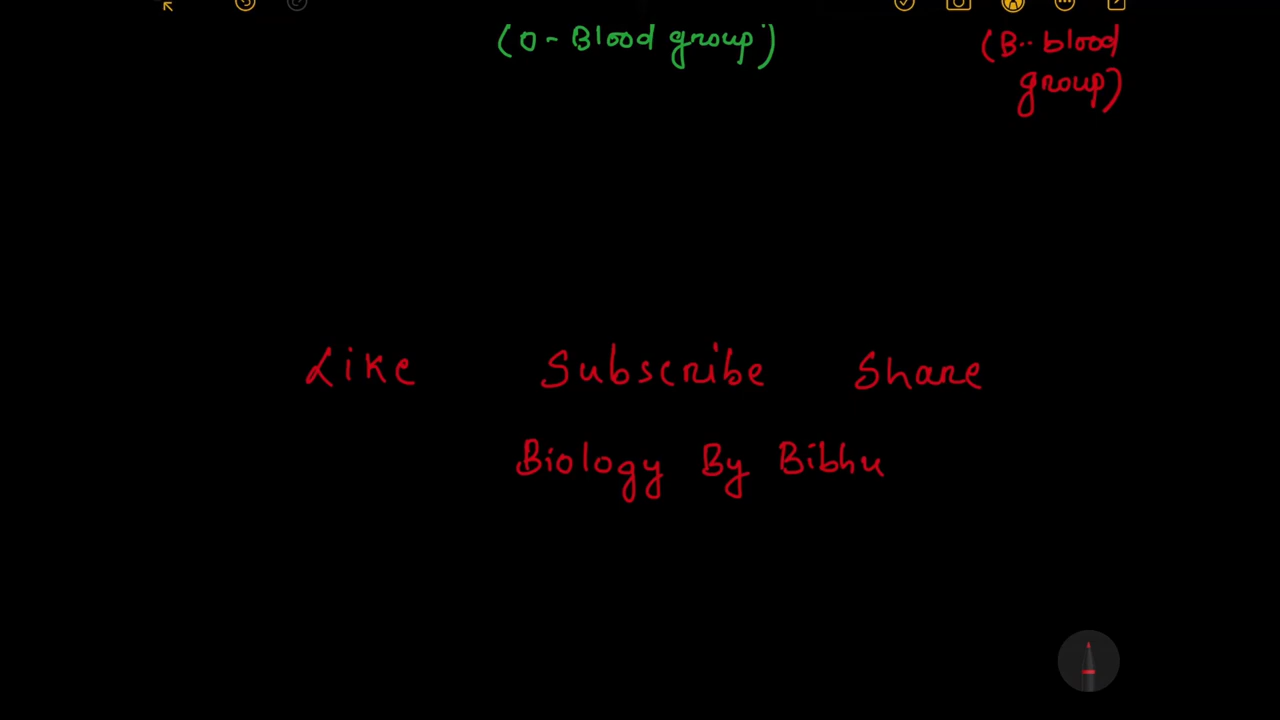 (O - Blood group)
(B-- blood
group)
Like Subscribe Share
Biology By Bibhu